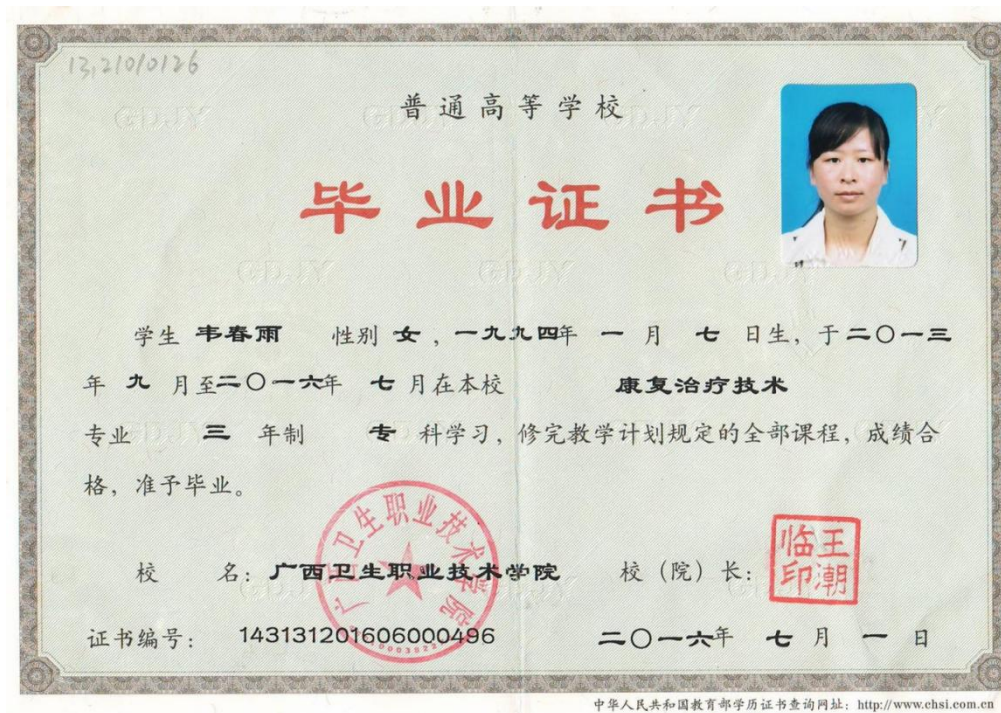 13,21010126
普通高等学校
毕业证书
学生 韦春雨 性别 女，一九九四年 一 月 七 日生，于二〇一三
年 九 月至二〇一六年 七 月在本校 康复治疗技术
专业 三 年制 专 科学习，修完教学计划规定的全部课程，成绩合
格，准予毕业。
校 名：广西卫生职业技术学院 校（院）长：
王潮临印
广西卫生职业技术学院
证书编号： 143131201606000496 二〇一六年 七 月 一 日
中华人民共和国教育部学历证书查询网址：http://www.chsi.com.cn
GDJY